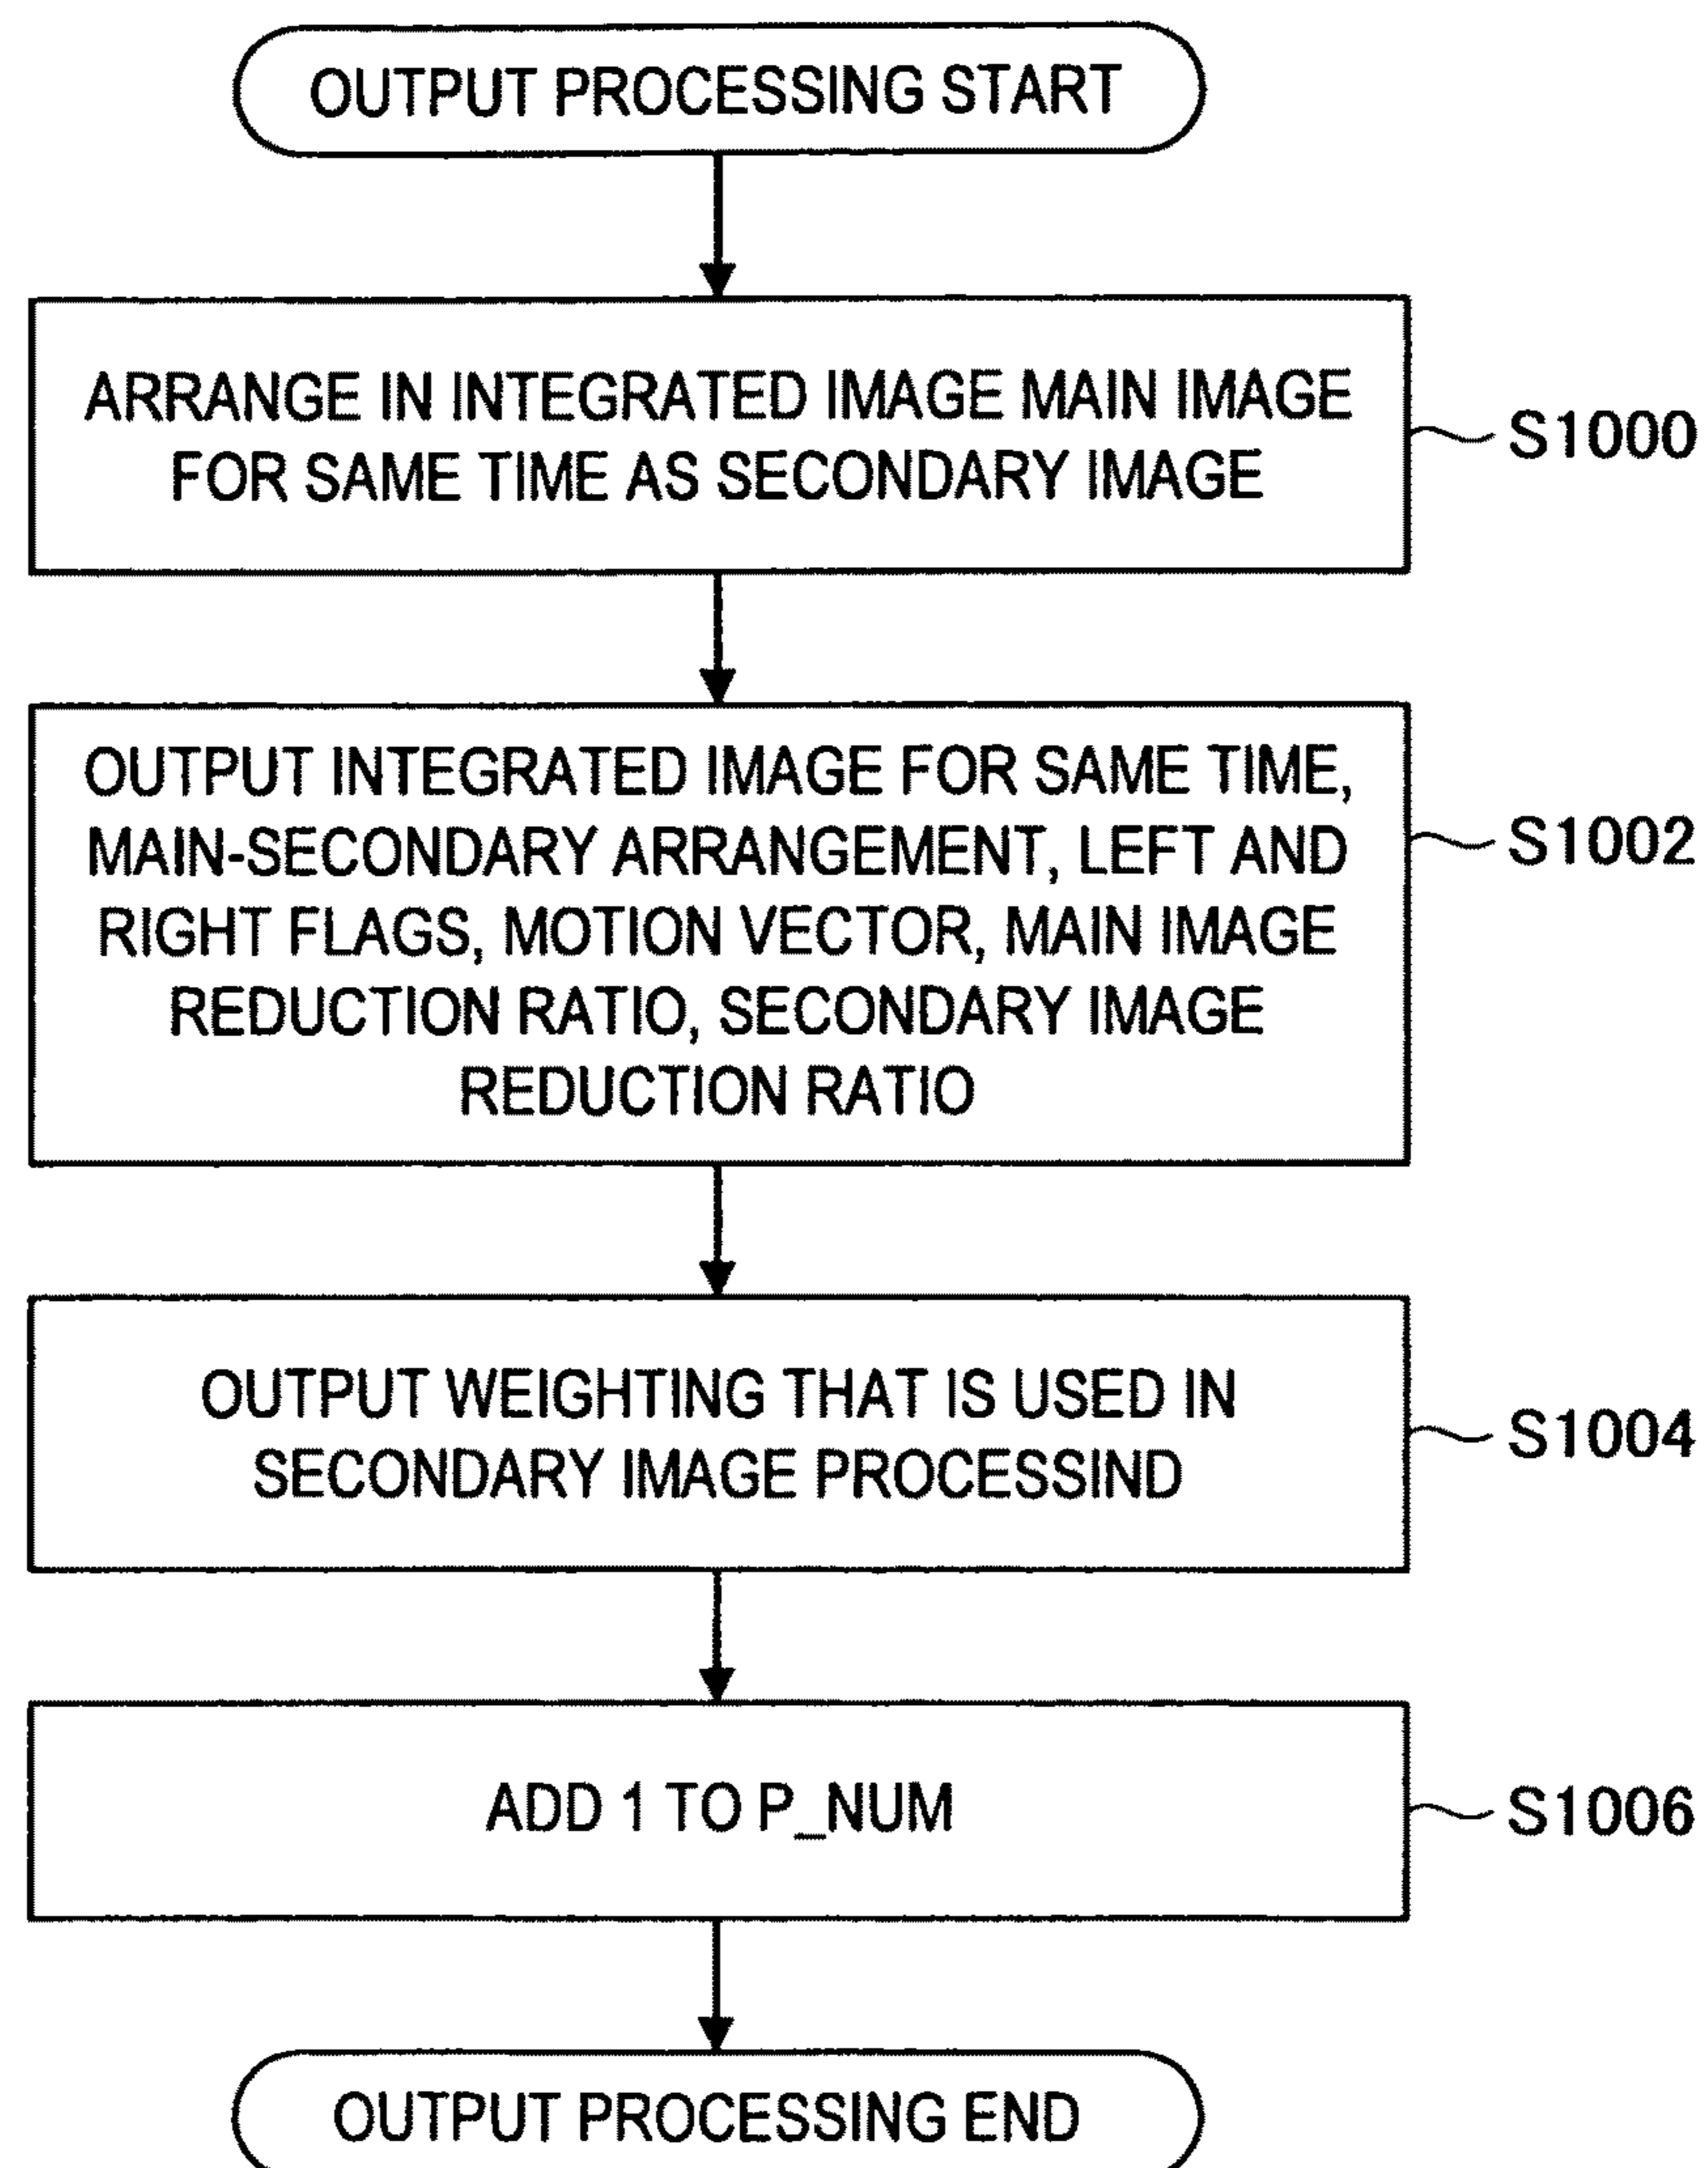 OUTPUT PROCESSING START
ARRANGE IN INTEGRATED IMAGE MAIN IMAGE
FOR SAME TIME AS SECONDARY IMAGE
S1000
OUTPUT INTEGRATED IMAGE FOR SAME TIME,
MAIN-SECONDARY ARRANGEMENT, LEFT AND
RIGHT FLAGS, MOTION VECTOR, MAIN IMAGE
REDUCTION RATIO, SECONDARY IMAGE
REDUCTION RATIO
S1002
OUTPUT WEIGHTING THAT IS USED IN
SECONDARY IMAGE PROCESSIND
S1004
ADD 1 TO P_NUM
S1006
OUTPUT PROCESSING END